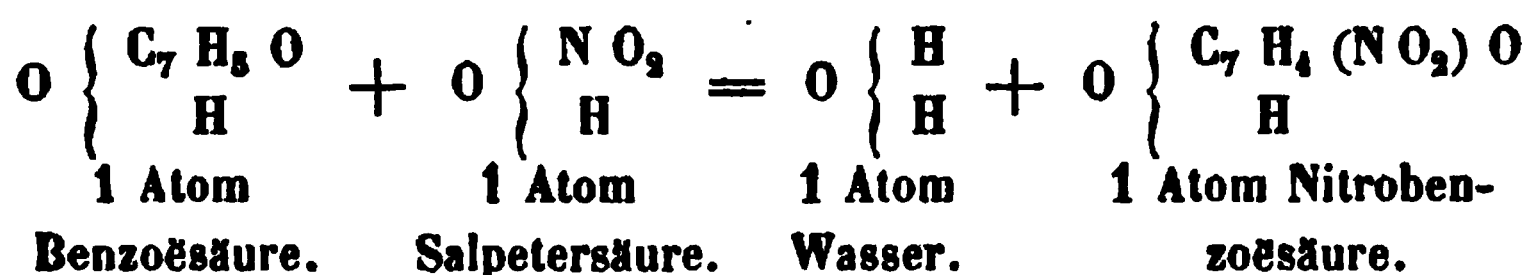 O { C₇ H₅ O + O { N O₂ = O { H + O { C₇ H₄ (N O₂) O
H H H H
1 Atom 1 Atom 1 Atom 1 Atom Nitroben-
Benzoësäure. Salpetersäure. Wasser. zoësäure.